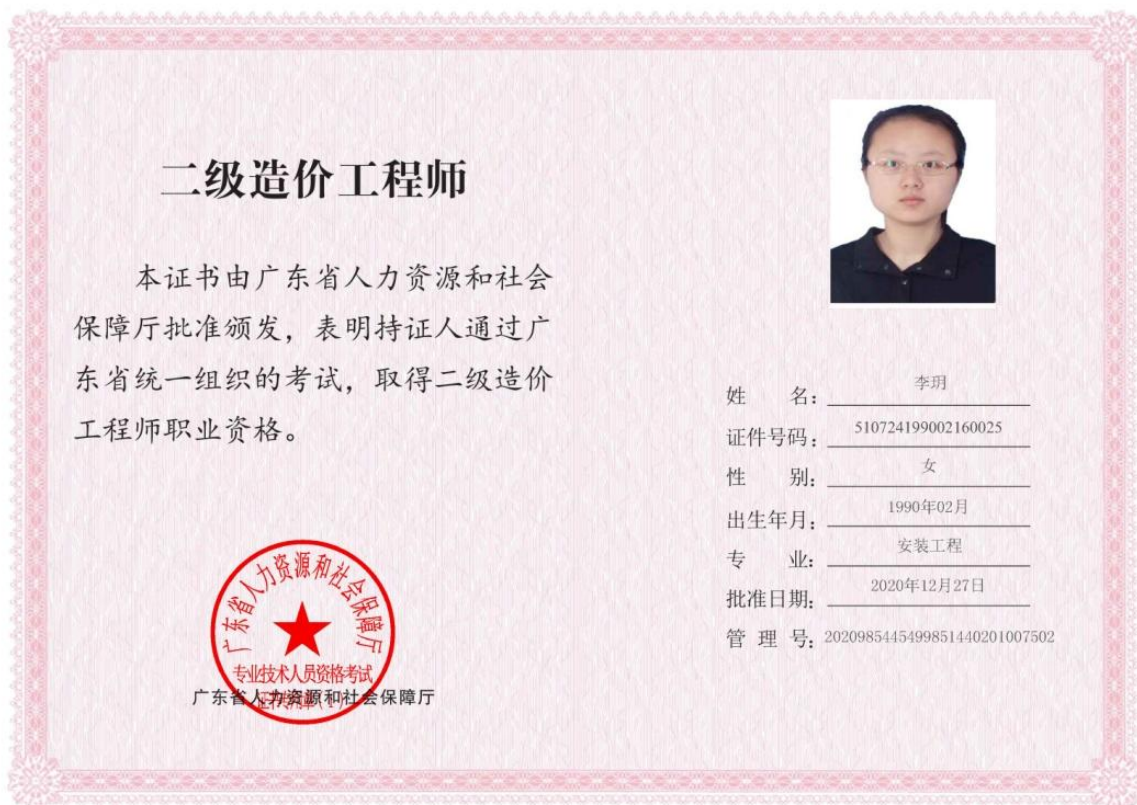 二级造价工程师
本证书由广东省人力资源和社会
保障厅批准颁发，表明持证人通过广
东省统一组织的考试，取得二级造价
工程师职业资格。
广东省人力资源和社会保障厅
专业技术人员资格考试
广东省人力资源和社会保障厅
姓 名：李玥
证件号码：510724199002160025
性 别：女
出生年月：1990年02月
专 业：安装工程
批准日期：2020年12月27日
管 理 号：20209854454998514402010075​02